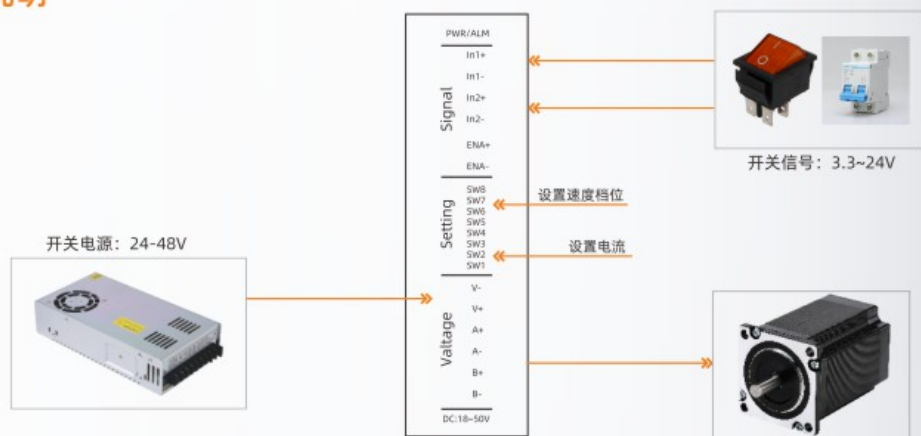 PWR/ALM
In1+
In1-
In2+
In2-
ENA+
ENA-
Signal
开关信号：3.3~24V
SW8
SW7
SW6
SW5
SW4
SW3
SW2
SW1
Setting
设置速度档位
设置电流
开关电源：24-48V
V-
V+
A+
A-
B+
B-
Valtage
DC:18~50V